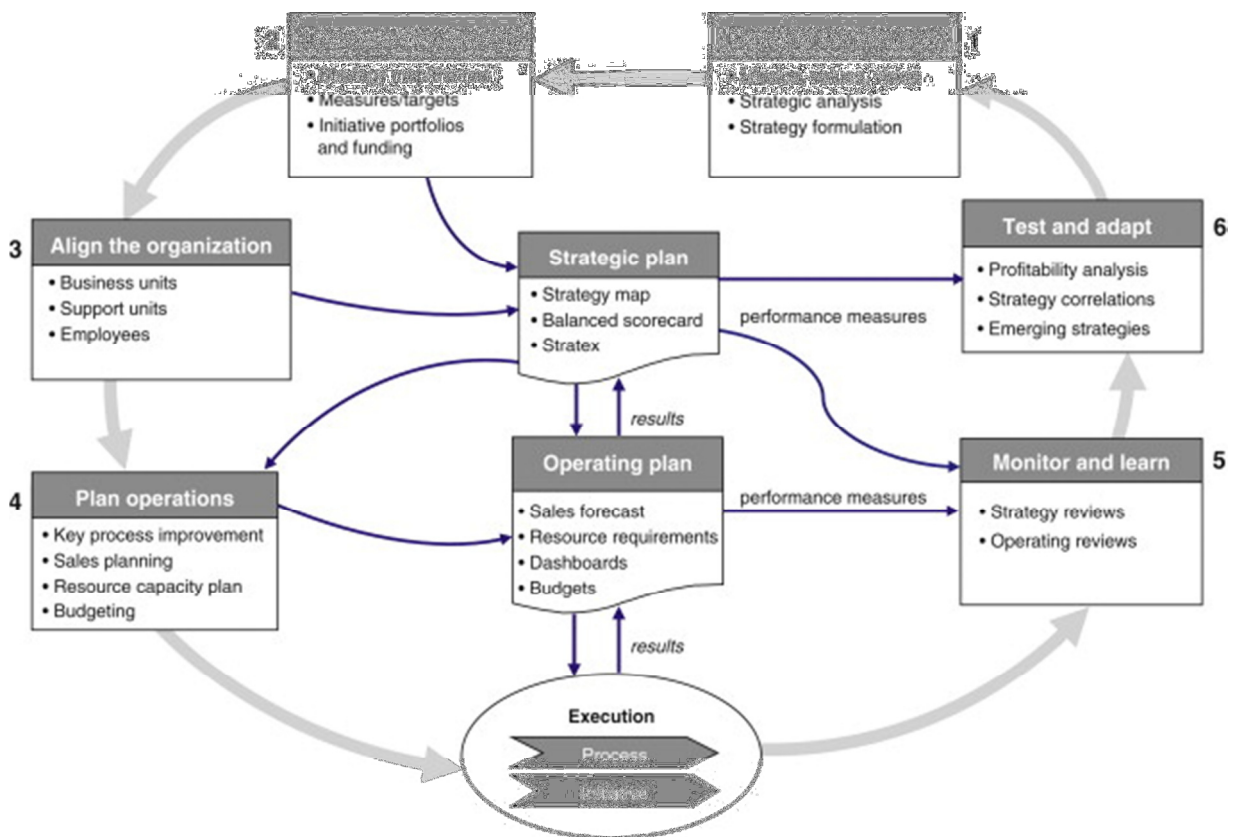 • Measures/targets
• Initiative portfolios
and funding
• Strategic analysis
• Strategy formulation
3
Align the organization
• Business units
• Support units
• Employees
Strategic plan
• Strategy map
• Balanced scorecard
• Stratex
performance measures
6
Test and adapt
• Profitability analysis
• Strategy correlations
• Emerging strategies
results
4
Plan operations
• Key process improvement
• Sales planning
• Resource capacity plan
• Budgeting
Operating plan
• Sales forecast
• Resource requirements
• Dashboards
• Budgets
performance measures
5
Monitor and learn
• Strategy reviews
• Operating reviews
results
Execution
Process